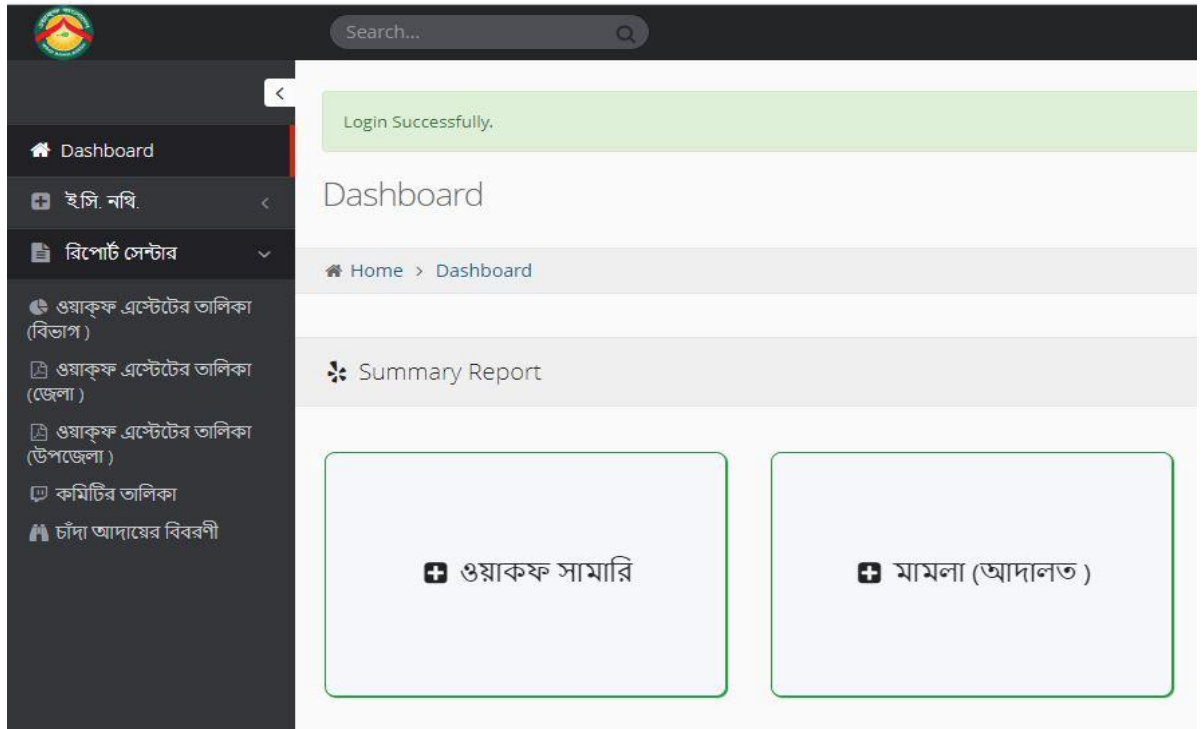 Search...
Login Successfully.
Dashboard
ই.সি. নথি.
রিপোর্ট সেন্টার
ওয়াক্‌ফ এস্টেটের তালিকা
(বিভাগ )
ওয়াক্‌ফ এস্টেটের তালিকা
(জেলা )
ওয়াক্‌ফ এস্টেটের তালিকা
(উপজেলা )
কমিটির তালিকা
চাঁদা আদায়ের বিবরণী
Dashboard
Home > Dashboard
Summary Report
ওয়াকফ সামারি
মামলা (আদালত )